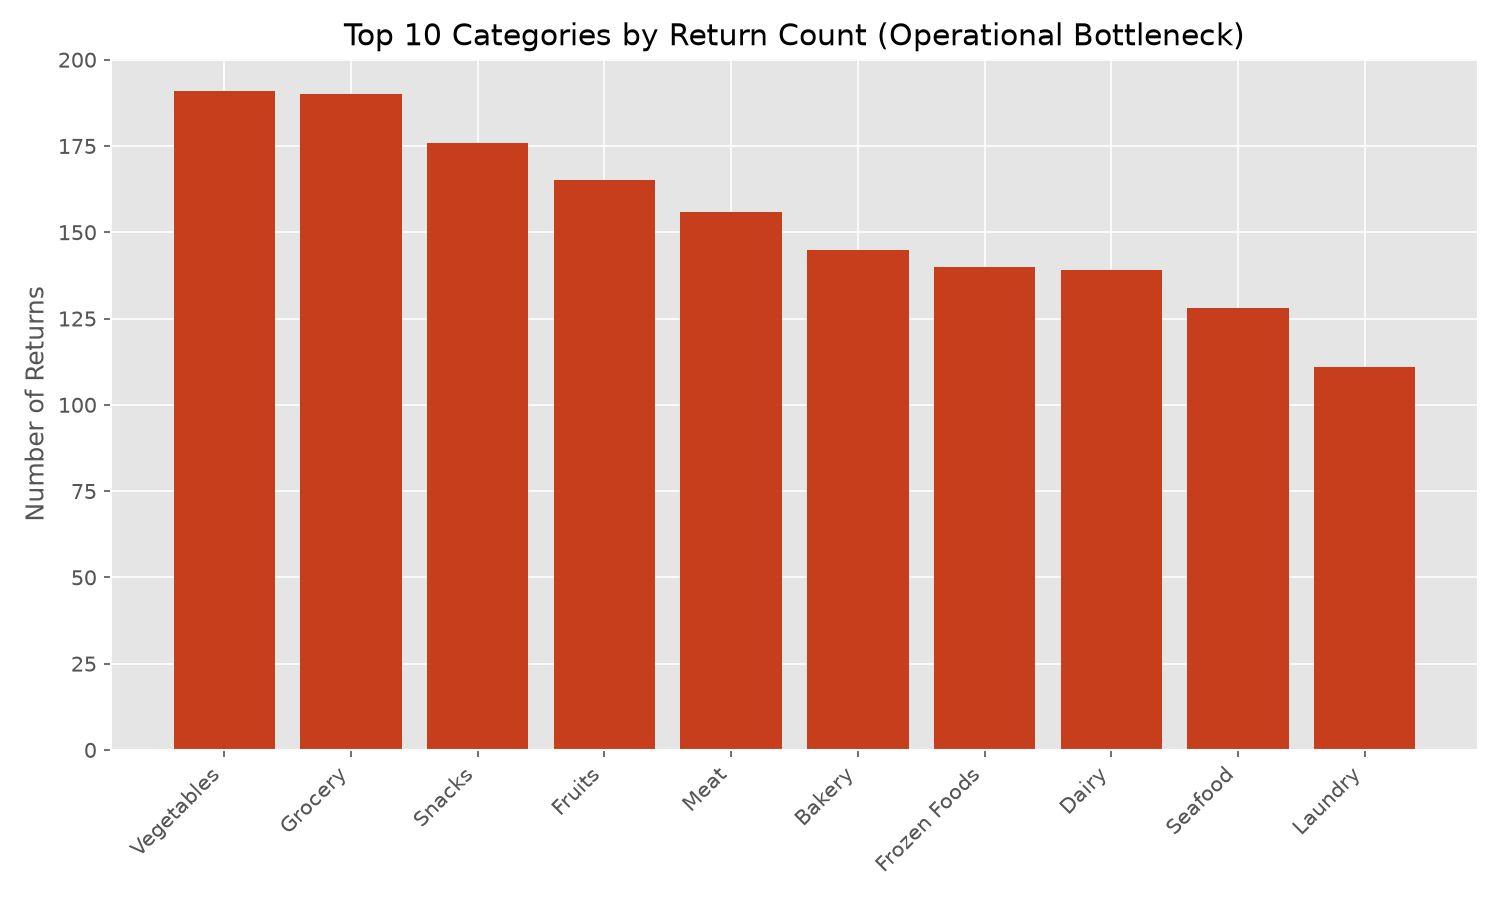 Top 10 Categories by Return Count (Operational Bottleneck)
Number of Returns
200
175
150
125
100
75
50
25
0
Vegetables
Grocery
Snacks
Fruits
Meat
Bakery
Frozen Foods
Dairy
Seafood
Laundry